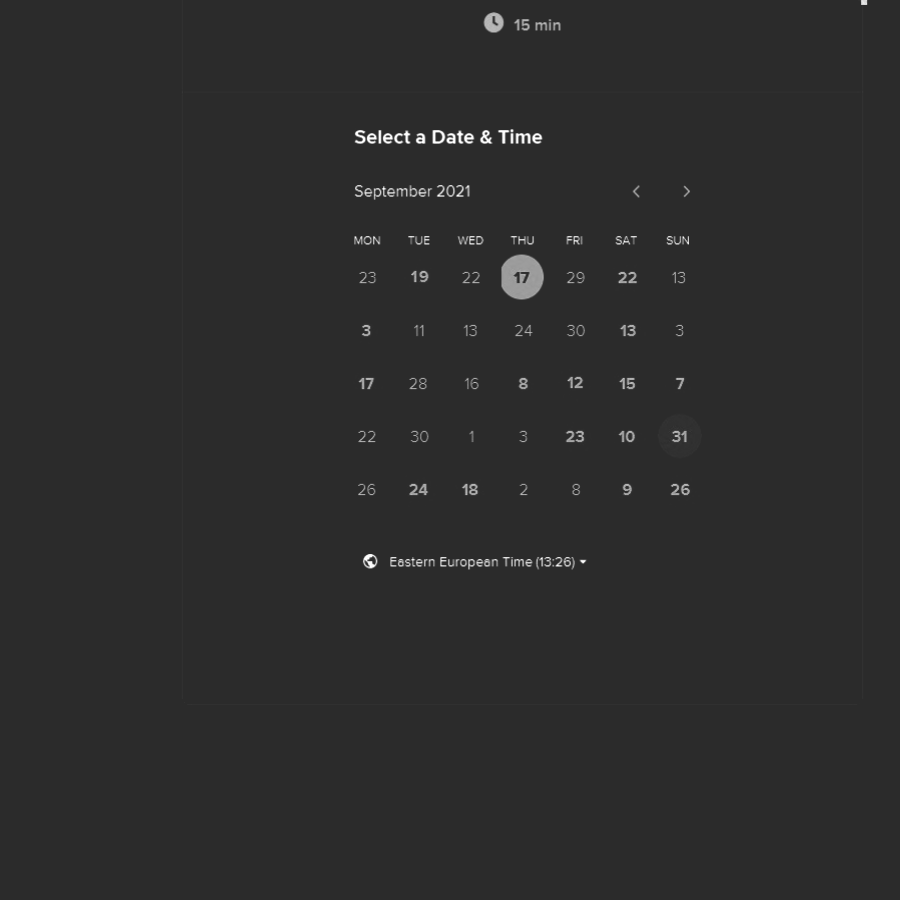 15 min
Select a Date & Time
September 2021
MON TUE WED THU FRI SAT SUN
23 19 22 17 29 22 13
3 11 13 24 30 13 3
17 28 16 8 12 15 7
22 30 1 3 23 10 31
26 24 18 2 8 9 26
Eastern European Time (13:26)